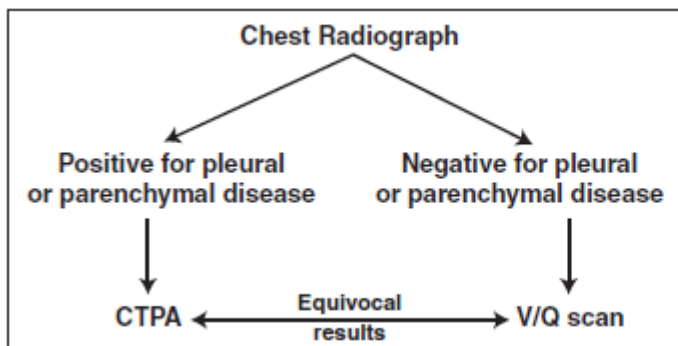 Chest Radiograph
Positive for pleural
or parenchymal disease
Negative for pleural
or parenchymal disease
CTPA
Equivocal
results
V/Q scan